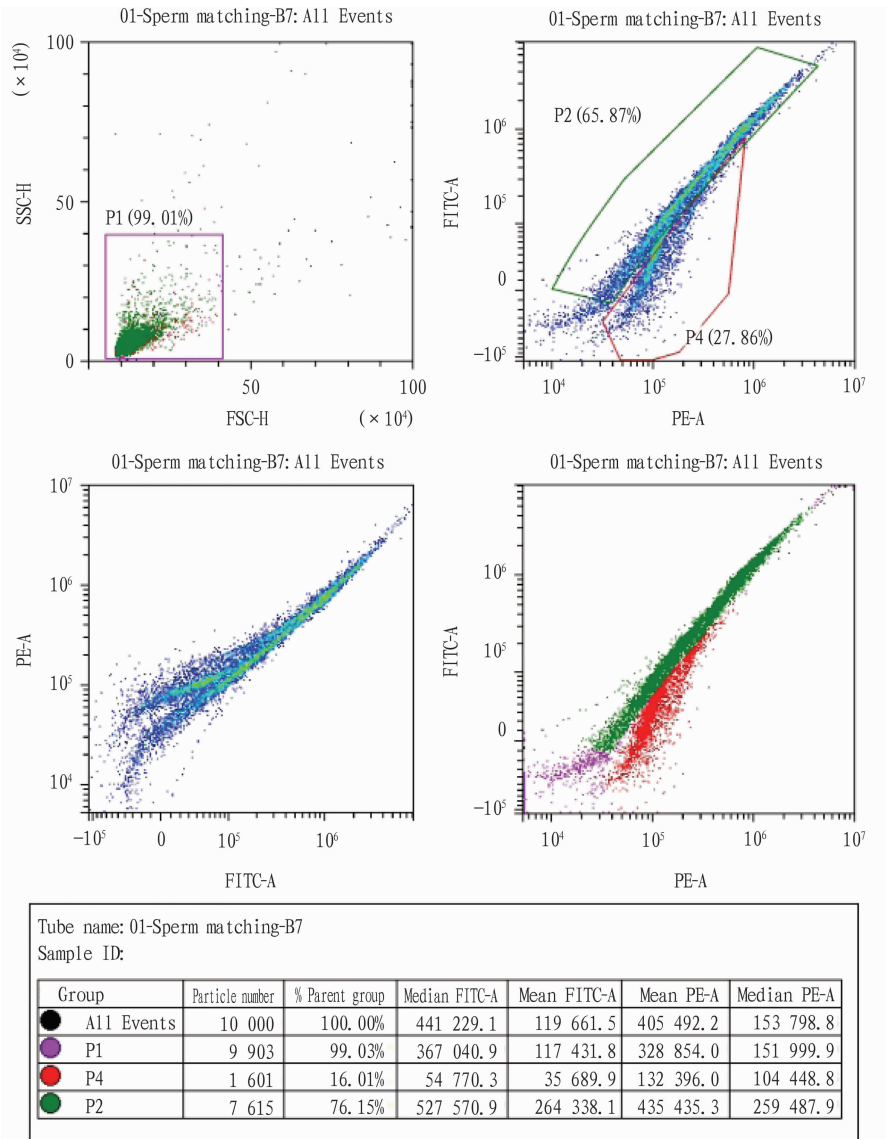 01-Sperm matching-B7: All Events
(×10⁴)
100
50
0
SSC-H
P1 (99. 01%)
50
100
FSC-H
(×10⁴)
01-Sperm matching-B7: All Events
P2 (65. 87%)
P4 (27. 86%)
FITC-A
10⁶
10⁵
0
−10⁵
10⁴
10⁵
10⁶
10⁷
PE-A
01-Sperm matching-B7: All Events
PE-A
10⁷
10⁶
10⁵
10⁴
−10⁵
0
10⁵
10⁶
FITC-A
01-Sperm matching-B7: All Events
FITC-A
10⁶
10⁵
0
−10⁵
10⁴
10⁵
10⁶
10⁷
PE-A
Tube name: 01-Sperm matching-B7
Sample ID:
Group Particle number % Parent group Median FITC-A Mean FITC-A Mean PE-A Median PE-A
All Events 10 000 100. 00% 441 229. 1 119 661. 5 405 492. 2 153 798. 8
P1 9 903 99. 03% 367 040. 9 117 431. 8 328 854. 0 151 999. 9
P4 1 601 16. 01% 54 770. 3 35 689. 9 132 396. 0 104 448. 8
P2 7 615 76. 15% 527 570. 9 264 338. 1 435 435. 3 259 487. 9